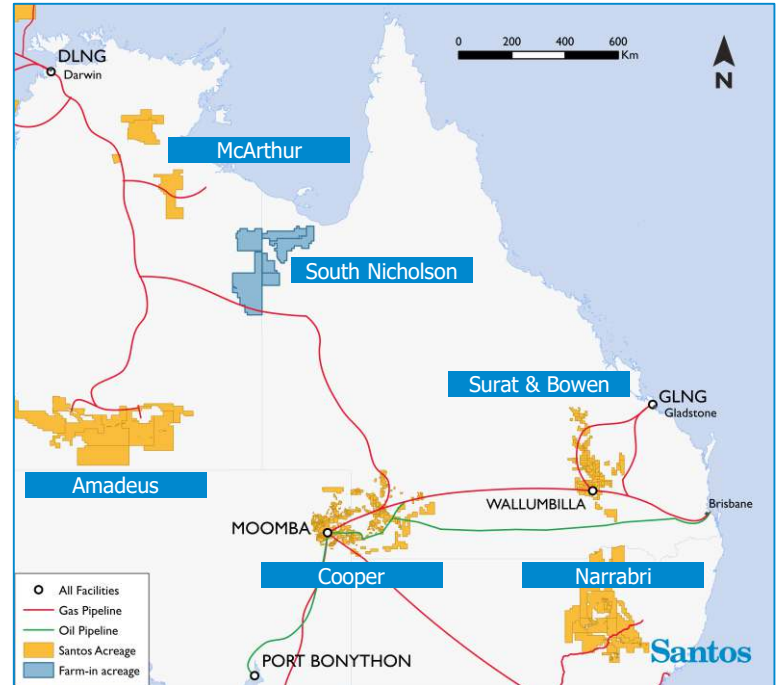 DLNG
Darwin
0 200 400 600
Km
N
McArthur
South Nicholson
Surat & Bowen
GLNG
Gladstone
Amadeus
WALLUMBILLA
Brisbane
MOOMBA
Cooper
Narrabri
All Facilities
Gas Pipeline
Oil Pipeline
Santos Acreage
Farm-in acreage
PORT BONYTHON
Santos